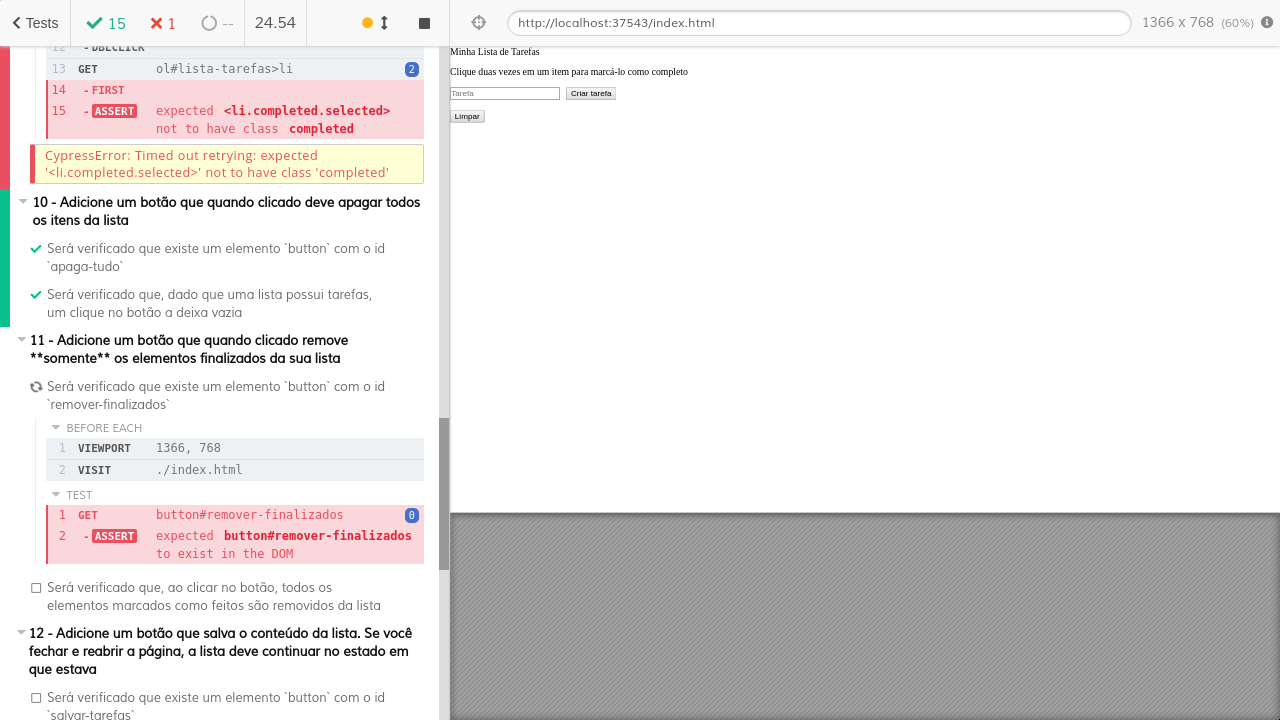 Tests
15
1
--
24.54
http://localhost:37543/index.html
1366 x 768 (60%)
12 - DBLCLICK
13 GET ol#lista-tarefas>li 2
14 - FIRST
15 - ASSERT expected <li.completed.selected>
not to have class completed
CypressError: Timed out retrying: expected
'<li.completed.selected>' not to have class 'completed'
10 - Adicione um botão que quando clicado deve apagar todos
os itens da lista
Será verificado que existe um elemento `button` com o id
`apaga-tudo`
Será verificado que, dado que uma lista possui tarefas,
um clique no botão a deixa vazia
11 - Adicione um botão que quando clicado remove
**somente** os elementos finalizados da sua lista
Será verificado que existe um elemento `button` com o id
`remover-finalizados`
BEFORE EACH
1 VIEWPORT 1366, 768
2 VISIT ./index.html
TEST
1 GET button#remover-finalizados 0
2 - ASSERT expected button#remover-finalizados
to exist in the DOM
Será verificado que, ao clicar no botão, todos os
elementos marcados como feitos são removidos da lista
12 - Adicione um botão que salva o conteúdo da lista. Se você
fechar e reabrir a página, a lista deve continuar no estado em
que estava
Será verificado que existe um elemento `button` com o id
`salvar-tarefas`
Minha Lista de Tarefas
Clique duas vezes em um item para marcá-lo como completo
Tarefa
Criar tarefa
Limpar